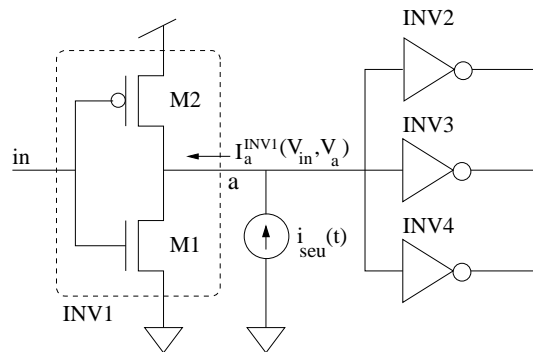 INV2
M2
I_a^INV1(V_in,V_a)
INV3
in
a
M1
i_seu(t)
INV4
INV1